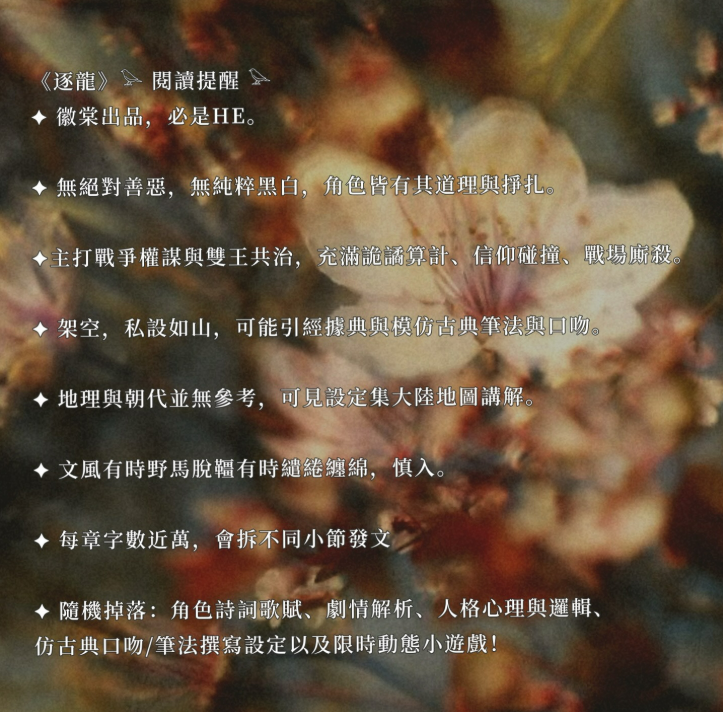 《逐龍》𓅯 閱讀提醒 𓅯
✦ 徽棠出品，必是HE。
✦ 無絕對善惡，無純粹黑白，角色皆有其道理與掙扎。
✦主打戰爭權謀與雙王共治，充滿詭譎算計、信仰碰撞、戰場廝殺。
✦ 架空，私設如山，可能引經據典與模仿古典筆法與口吻。
✦ 地理與朝代並無參考，可見設定集大陸地圖講解。
✦ 文風有時野馬脫韁有時繾綣纏綿，慎入。
✦ 每章字數近萬，會拆不同小節發文
✦ 隨機掉落：角色詩詞歌賦、劇情解析、人格心理與邏輯、
仿古典口吻/筆法撰寫設定以及限時動態小遊戲！